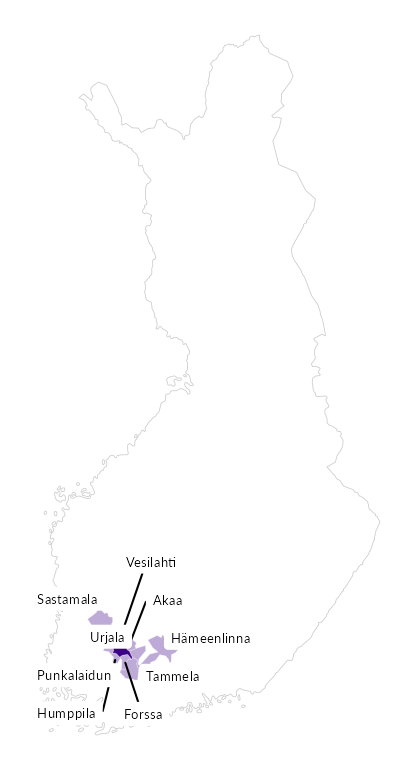 Vesilahti
Sastamala
Akaa
Urjala
Hämeenlinna
Punkalaidun
Tammela
Humppila
Forssa